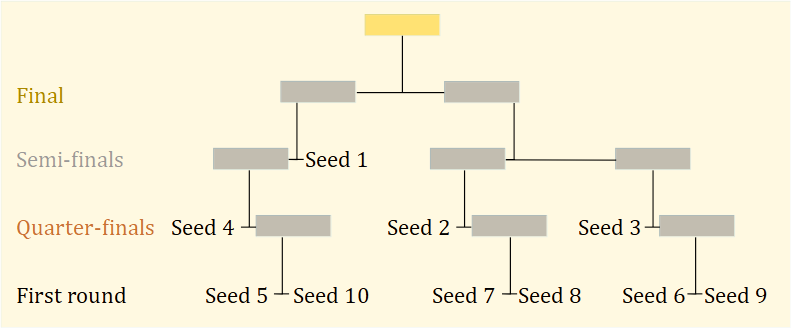 Final
Semi-finals Seed 1
Quarter-finals Seed 4 Seed 2 Seed 3
First round Seed 5 Seed 10 Seed 7 Seed 8 Seed 6 Seed 9